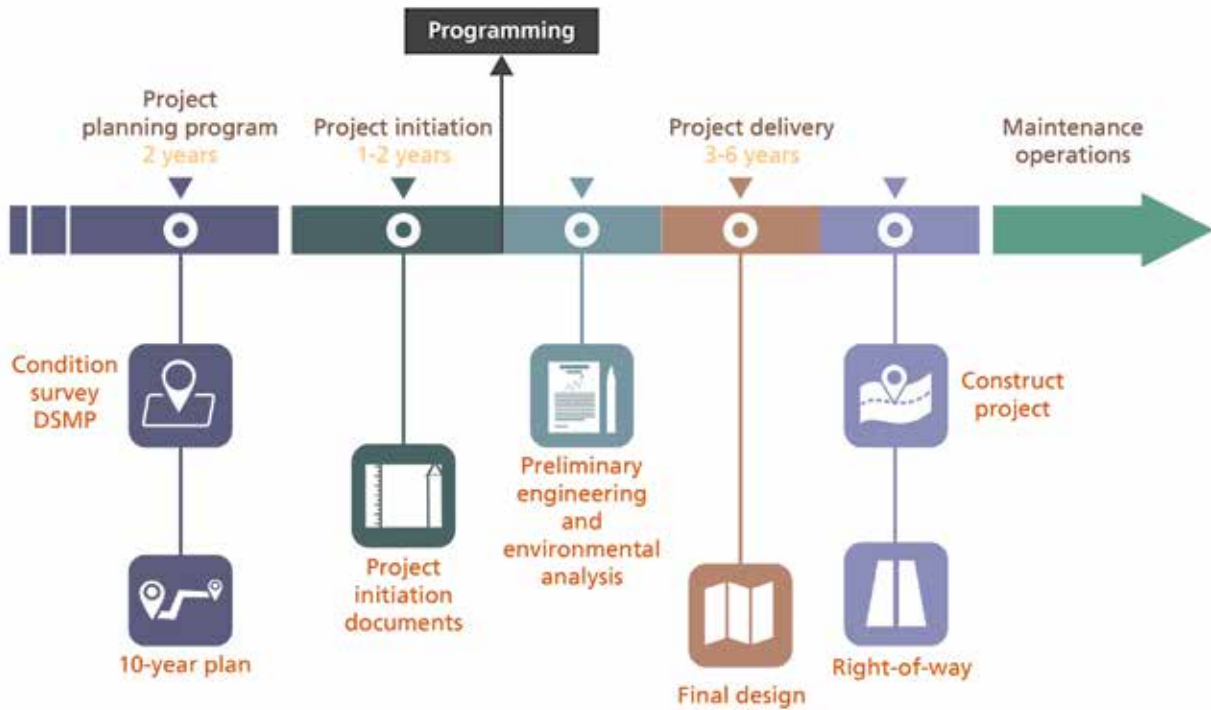 Programming
Project
planning program
2 years
Project initiation
1-2 years
Project delivery
3-6 years
Maintenance
operations
Condition
survey
DSMP
10-year plan
Project
initiation
documents
Preliminary
engineering
and
environmental
analysis
Final design
Construct
project
Right-of-way